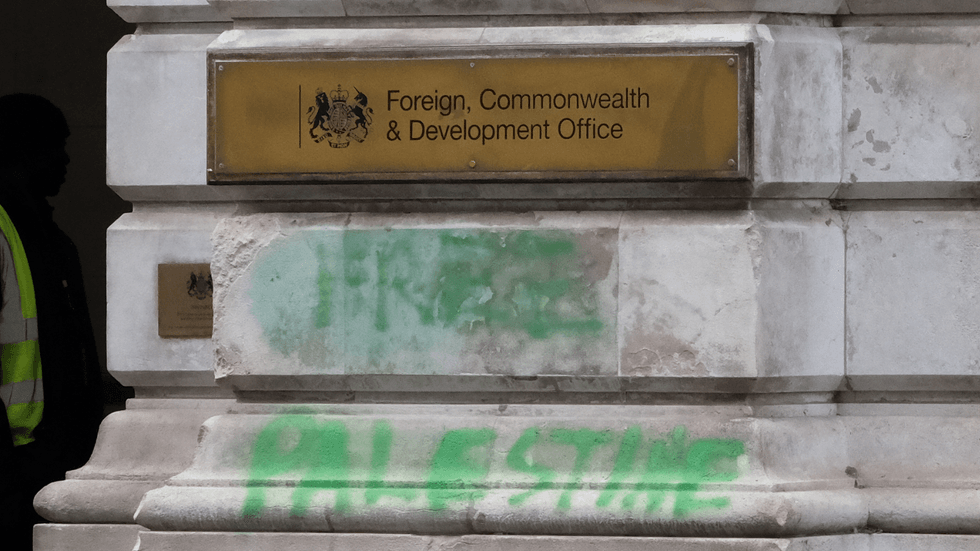 Foreign, Commonwealth
& Development Office
FREE
PALESTINE